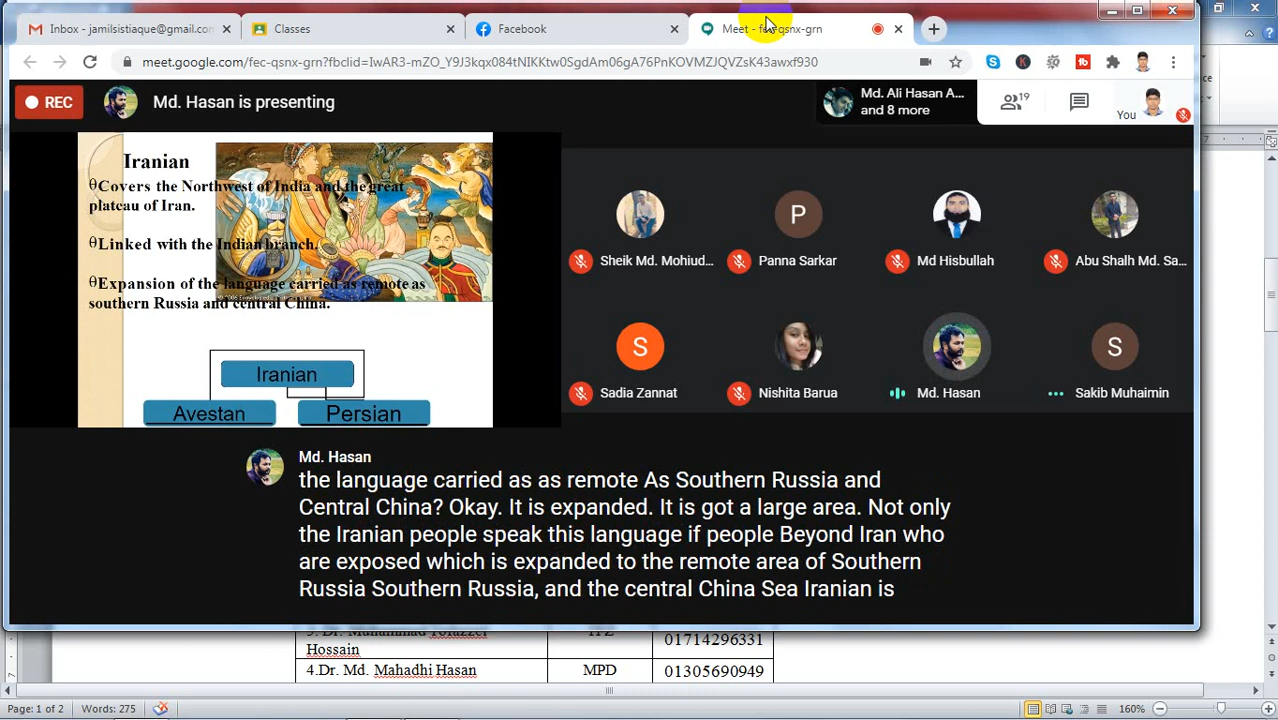 Inbox - jamilsistiaque@gmail.con
Classes
Facebook
Meet - fec-qsnx-grn
meet.google.com/fec-qsnx-grn?fbclid=IwAR3-fnZO_Y9J3kqx084tNIKKtw0SgdAm06gA76PnKOVMZJQVZsK43awxf930
REC
Md. Hasan is presenting
Md. Ali Hasan A...
and 8 more
19
You
Iranian
θCovers the Northwest of India and the great
plateau of Iran.
θLinked with the Indian branch.
θExpansion of the language carried as remote as
southern Russia and central China.
Iranian
Avestan
Persian
P
Sheik Md. Mohiud...
Panna Sarkar
Md Hisbullah
Abu Shalh Md. Sa...
S
S
Sadia Zannat
Nishita Barua
Md. Hasan
Sakib Muhaimin
Md. Hasan
the language carried as as remote As Southern Russia and
Central China? Okay. It is expanded. It is got a large area. Not only
the Iranian people speak this language if people Beyond Iran who
are exposed which is expanded to the remote area of Southern
Russia Southern Russia, and the central China Sea Iranian is
Hossain
01714296331
4.Dr. Md. Mahadhi Hasan
MPD
01305690949
Page: 1 of 2
Words: 275
160%